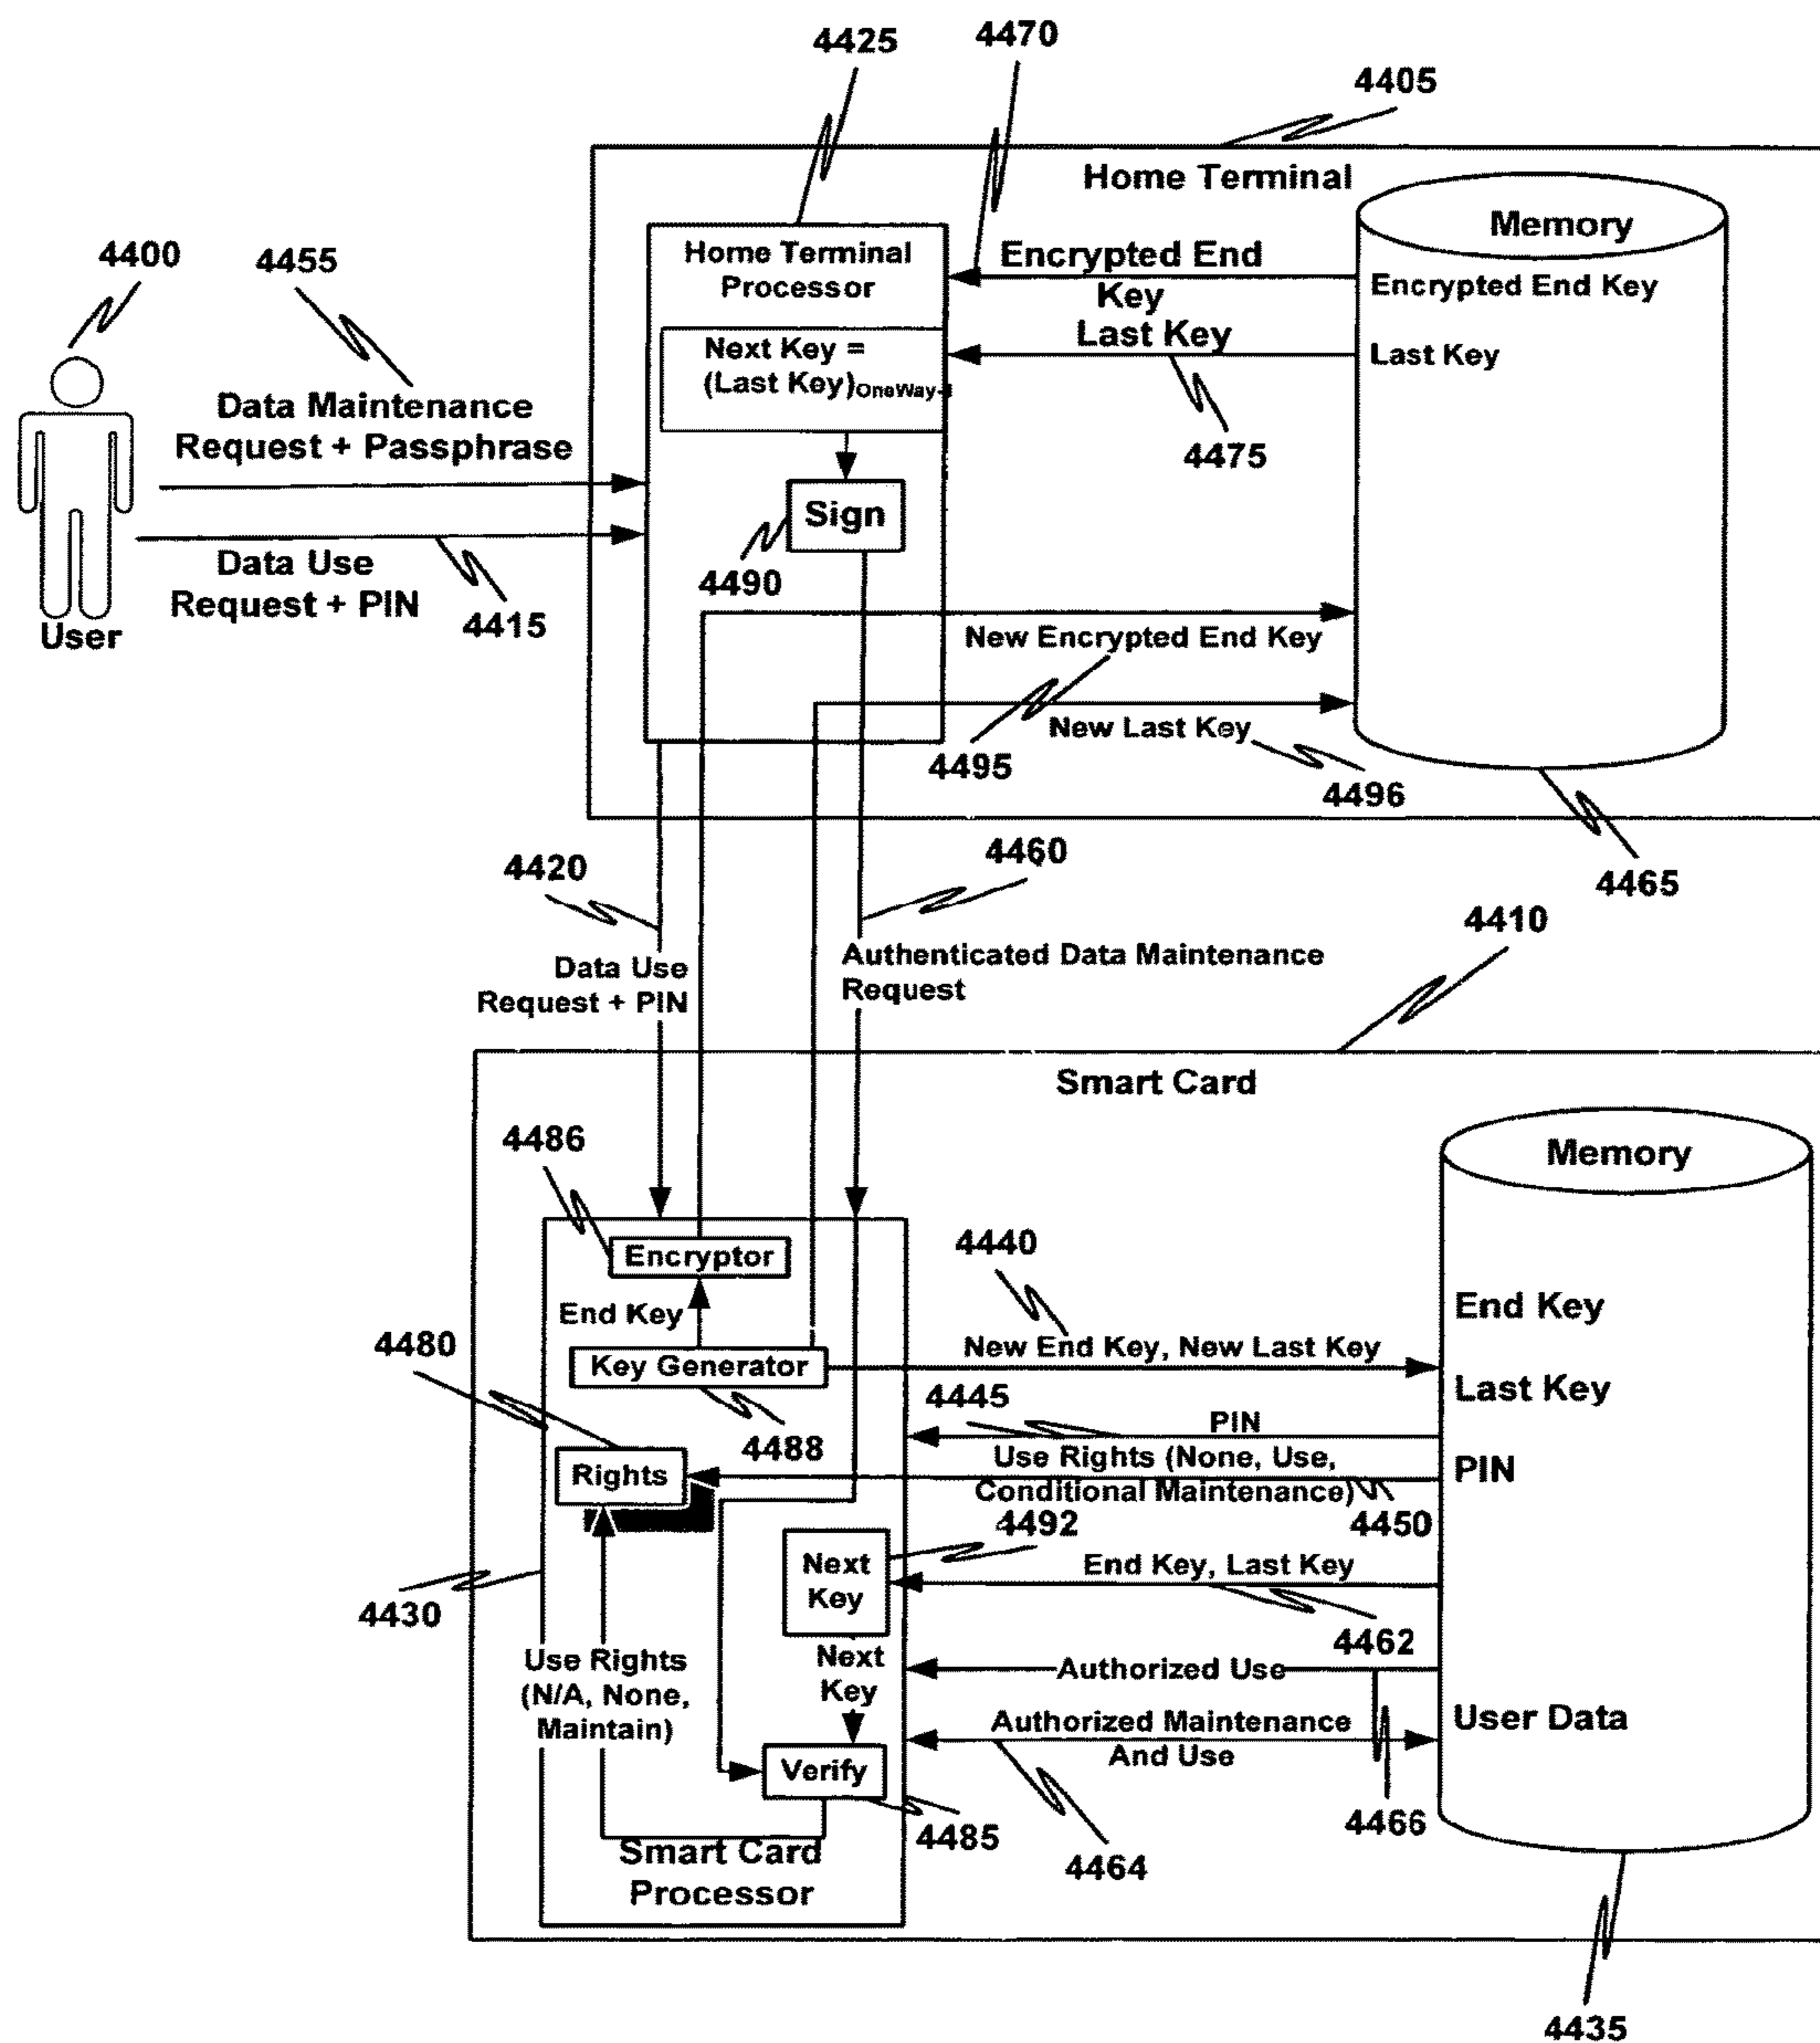 4425
4470
4405
Home Terminal
Memory
4400
4455
Home Terminal
Processor
Encrypted End
Key
Encrypted End Key
Last Key
Last Key
Next Key =
(Last Key)OneWay-
Data Maintenance
Request + Passphrase
4475
Sign
Data Use
Request + PIN
4490
4415
User
New Encrypted End Key
New Last Key
4495
4496
4420
4460
4465
4410
Data Use
Request + PIN
Authenticated Data Maintenance
Request
Smart Card
4486
Memory
Encryptor
4440
End Key
End Key
4480
Key Generator
New End Key, New Last Key
4445
Last Key
PIN
4488
Rights
Use Rights (None, Use,
Conditional Maintenance)
PIN
4492
4450
Next
Key
End Key, Last Key
4430
4462
Use Rights
(N/A, None,
Maintain)
Next
Key
Authorized Use
User Data
Authorized Maintenance
And Use
Verify
4466
4485
4464
Smart Card
Processor
4435